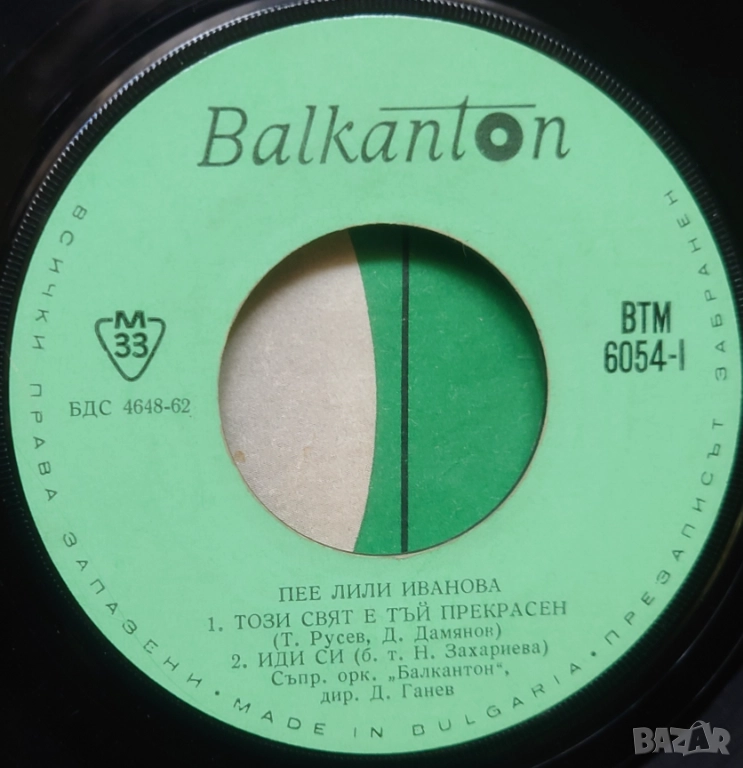 Balkanton
М
33
БДС 4648-62
ВТМ
6054-I
ПЕЕ ЛИЛИ ИВАНОВА
1. ТОЗИ СВЯТ Е ТЪЙ ПРЕКРАСЕН
(Т. Русев, Д. Дамянов)
2. ИДИ СИ (б. т. Н. Захариева)
Съпр. орк. „Балкантон",
дир. Д. Ганев
ВСИЧКИ ПРАВА ЗАПАЗЕНИ • MADE IN BULGARIA • ПРЕЗАПИСЪТ ЗАБРАНЕН
BAZAR